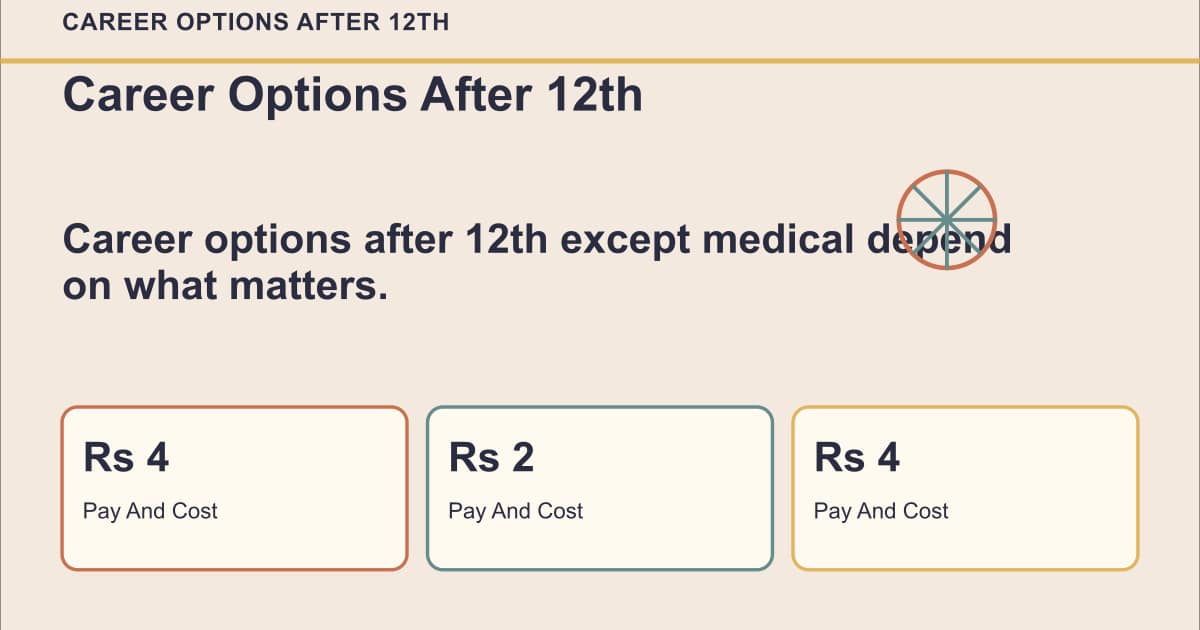 CAREER OPTIONS AFTER 12TH
Career Options After 12th
Career options after 12th except medical depend
on what matters.
Rs 4
Pay And Cost
Rs 2
Pay And Cost
Rs 4
Pay And Cost